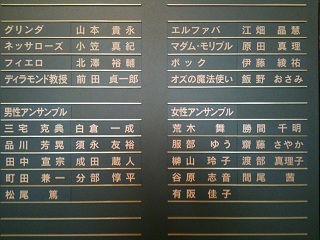 グリンダ 山本 貴永
ネッサローズ 小笠 真紀
フィエロ 北澤 裕輔
ディラモンド教授 前田 貞一郎
男性アンサンブル
三宅 克典 白倉 一成
品川 芳晃 須永 友裕
田中 宣宗 成田 蔵人
町田 兼一 分部 惇平
松尾 篤
エルファバ 江畑 晶慧
マダム・モリブル 原田 真理
ボック 伊藤 綾祐
オズの魔法使い 飯野 おさみ
女性アンサンブル
荒木 舞 勝間 千明
服部 ゆう 齋藤 さやか
榊山 玲子 渡部 真理子
谷原 志音 間尾 茜
有阪 佳子